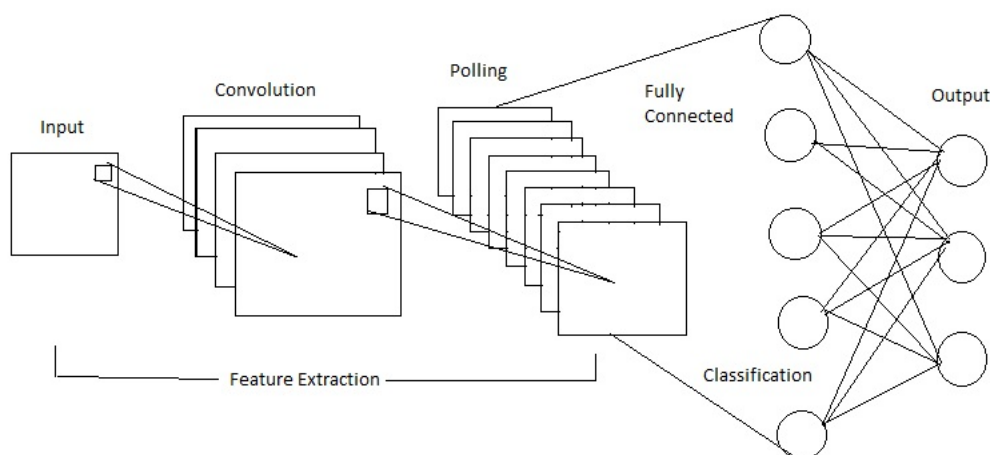 Input
Convolution
Polling
Fully
Connected
Output
Feature Extraction
Classification